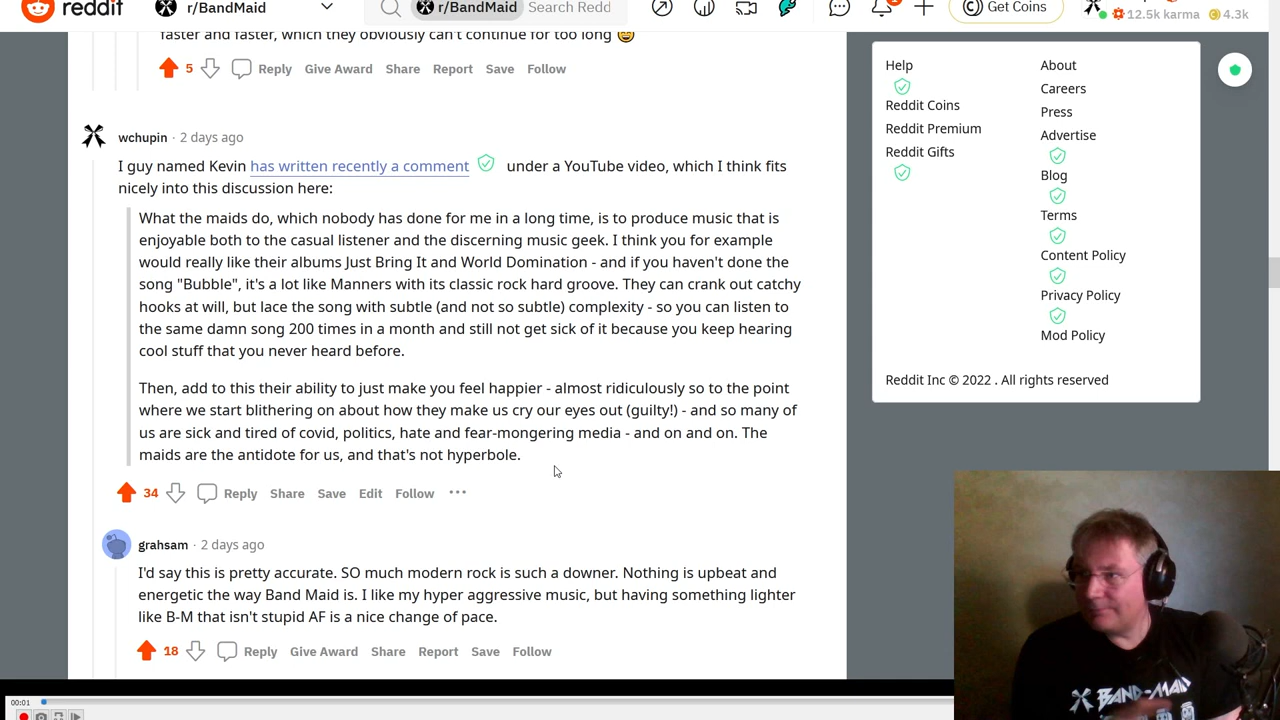 reddit r/BandMaid r/BandMaid Search Redd Get Coins 12.5k karma 4.3k
faster and faster, which they obviously can't continue for too long
5 Reply Give Award Share Report Save Follow
wchupin · 2 days ago
I guy named Kevin has written recently a comment under a YouTube video, which I think fits
nicely into this discussion here:
What the maids do, which nobody has done for me in a long time, is to produce music that is
enjoyable both to the casual listener and the discerning music geek. I think you for example
would really like their albums Just Bring It and World Domination - and if you haven't done the
song "Bubble", it's a lot like Manners with its classic rock hard groove. They can crank out catchy
hooks at will, but lace the song with subtle (and not so subtle) complexity - so you can listen to
the same damn song 200 times in a month and still not get sick of it because you keep hearing
cool stuff that you never heard before.
Then, add to this their ability to just make you feel happier - almost ridiculously so to the point
where we start blithering on about how they make us cry our eyes out (guilty!) - and so many of
us are sick and tired of covid, politics, hate and fear-mongering media - and on and on. The
maids are the antidote for us, and that's not hyperbole.
34 Reply Share Save Edit Follow ···
grahsam · 2 days ago
I'd say this is pretty accurate. SO much modern rock is such a downer. Nothing is upbeat and
energetic the way Band Maid is. I like my hyper aggressive music, but having something lighter
like B-M that isn't stupid AF is a nice change of pace.
18 Reply Give Award Share Report Save Follow
Help
Reddit Coins
Reddit Premium
Reddit Gifts
About
Careers
Press
Advertise
Blog
Terms
Content Policy
Privacy Policy
Mod Policy
Reddit Inc © 2022 . All rights reserved
00:01
BAND-MAID